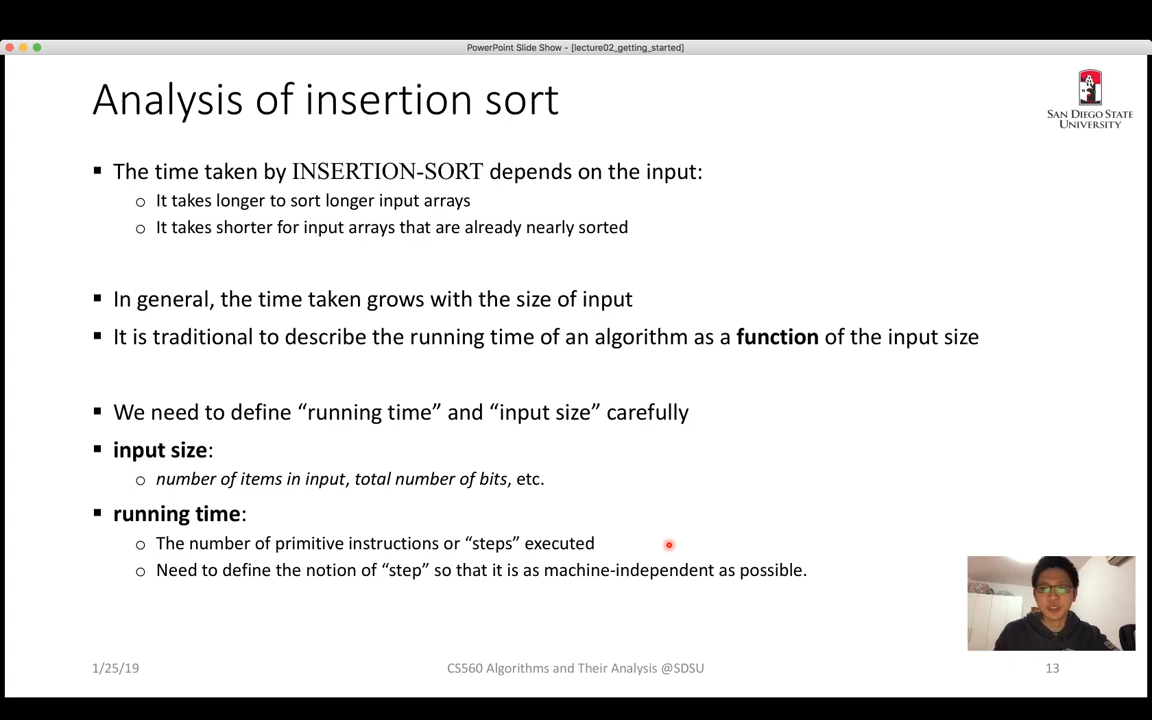 PowerPoint Slide Show - [lecture02_getting_started]
Analysis of insertion sort
SAN DIEGO STATE
UNIVERSITY
▪ The time taken by INSERTION-SORT depends on the input:
o It takes longer to sort longer input arrays
o It takes shorter for input arrays that are already nearly sorted
▪ In general, the time taken grows with the size of input
▪ It is traditional to describe the running time of an algorithm as a function of the input size
▪ We need to define “running time” and “input size” carefully
▪ input size:
o number of items in input, total number of bits, etc.
▪ running time:
o The number of primitive instructions or “steps” executed
o Need to define the notion of “step” so that it is as machine-independent as possible.
1/25/19
CS560 Algorithms and Their Analysis @SDSU
13